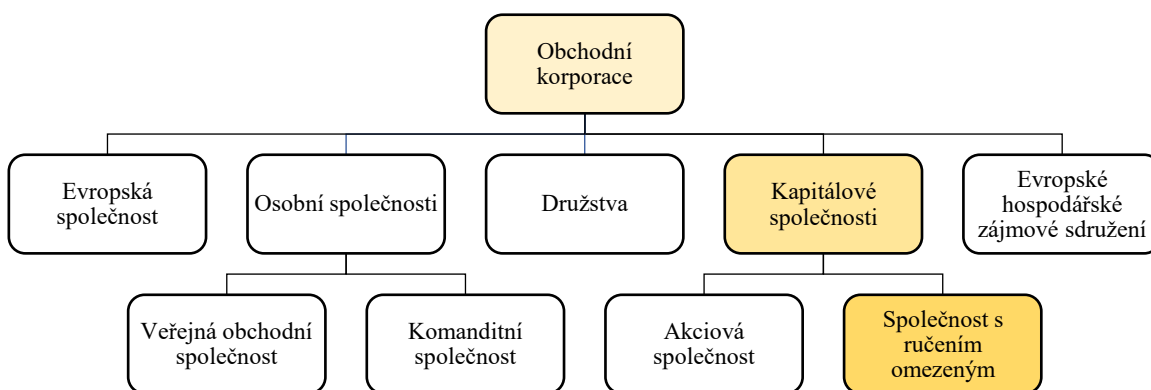 Obchodní
korporace
Evropská
společnost
Osobní společnosti
Družstva
Kapitálové
společnosti
Evropské
hospodářské
zájmové sdružení
Veřejná obchodní
společnost
Komanditní
společnost
Akciová
společnost
Společnost s
ručením
omezeným